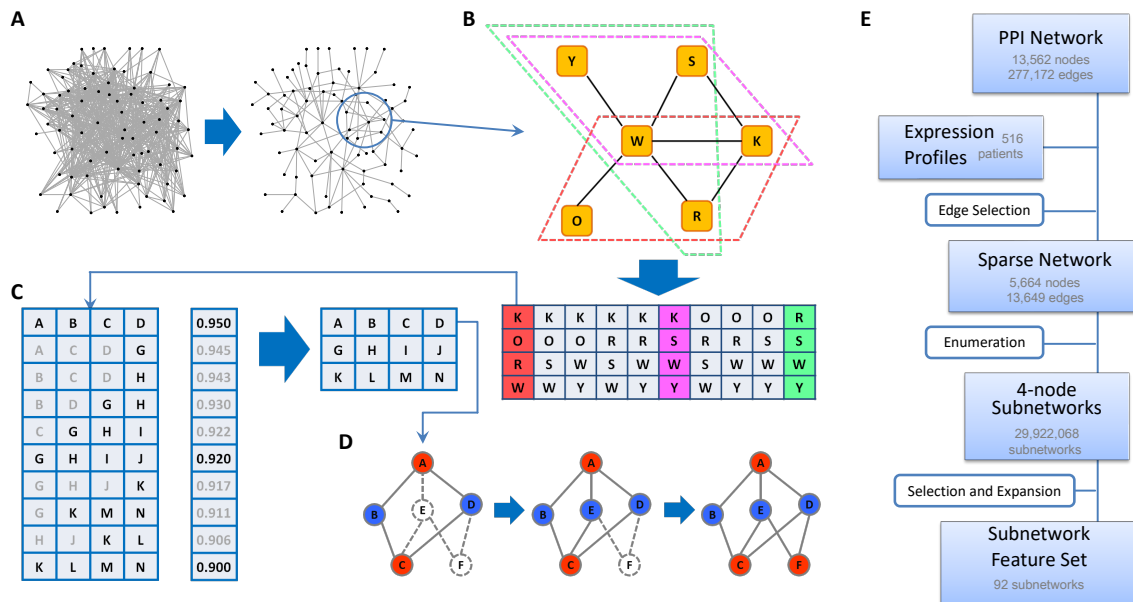 A
B
Y
S
W
K
O
R
C
A B C D 0.950
A C D G 0.945
B C D H 0.943
B D G H 0.930
C G H I 0.922
G H I J 0.920
G H J K 0.917
G K M N 0.911
H J K L 0.906
K L M N 0.900
A B C D
G H I J
K L M N
K K K K K K O O O R
O O O R R S R R S S
R S W S W W S W W W
W W Y W Y Y W Y Y Y
D
A
B
E
D
C
F
A
B
E
D
C
F
A
B
E
D
C
F
E
PPI Network
13,562 nodes
277,172 edges
Expression
Profiles
516
patients
Edge Selection
Sparse Network
5,664 nodes
13,649 edges
Enumeration
4-node
Subnetworks
29,922,068
subnetworks
Selection and Expansion
Subnetwork
Feature Set
92 subnetworks